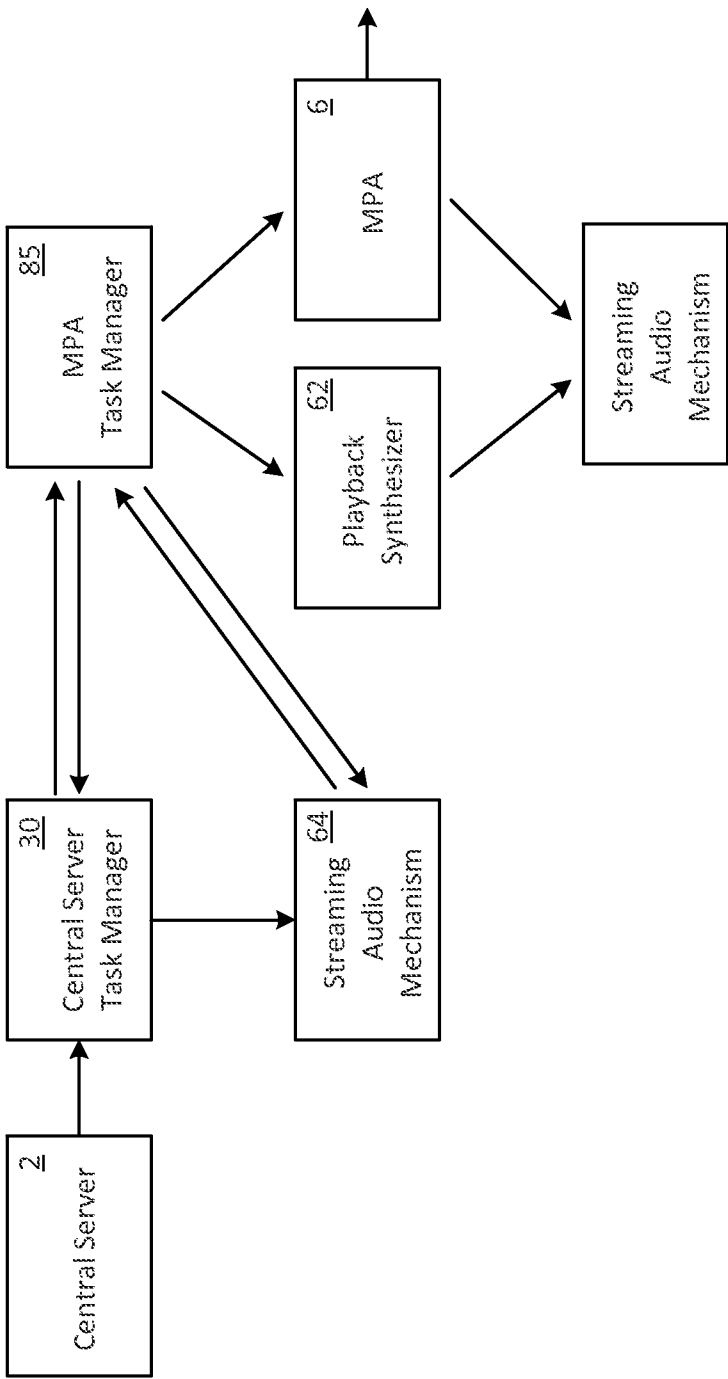 2
Central Server
30
Central Server
Task Manager
85
MPA
Task Manager
64
Streaming
Audio
Mechanism
62
Playback
Synthesizer
6
MPA
Streaming
Audio
Mechanism